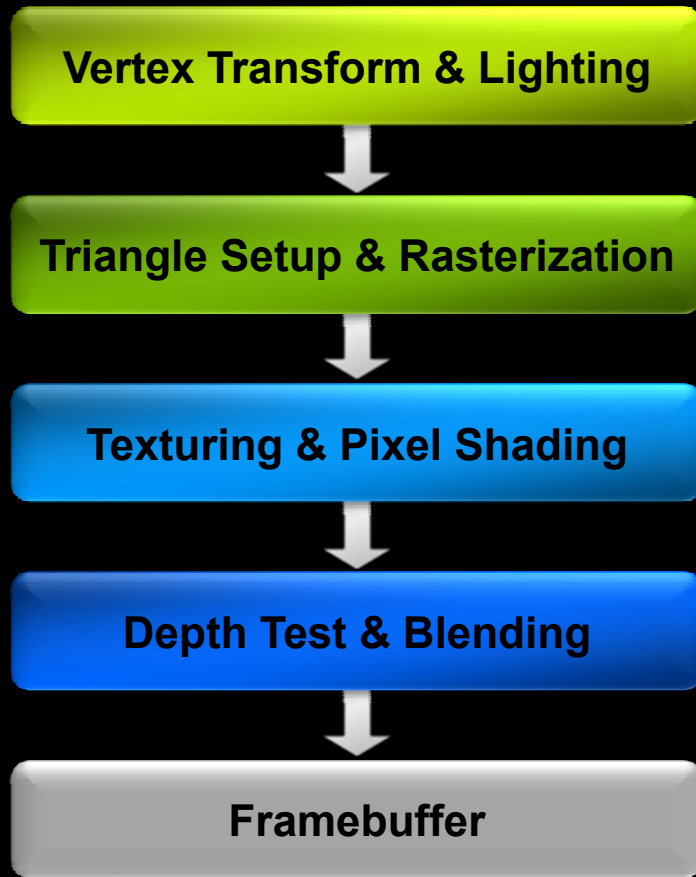 Vertex Transform & Lighting
Triangle Setup & Rasterization
Texturing & Pixel Shading
Depth Test & Blending
Framebuffer